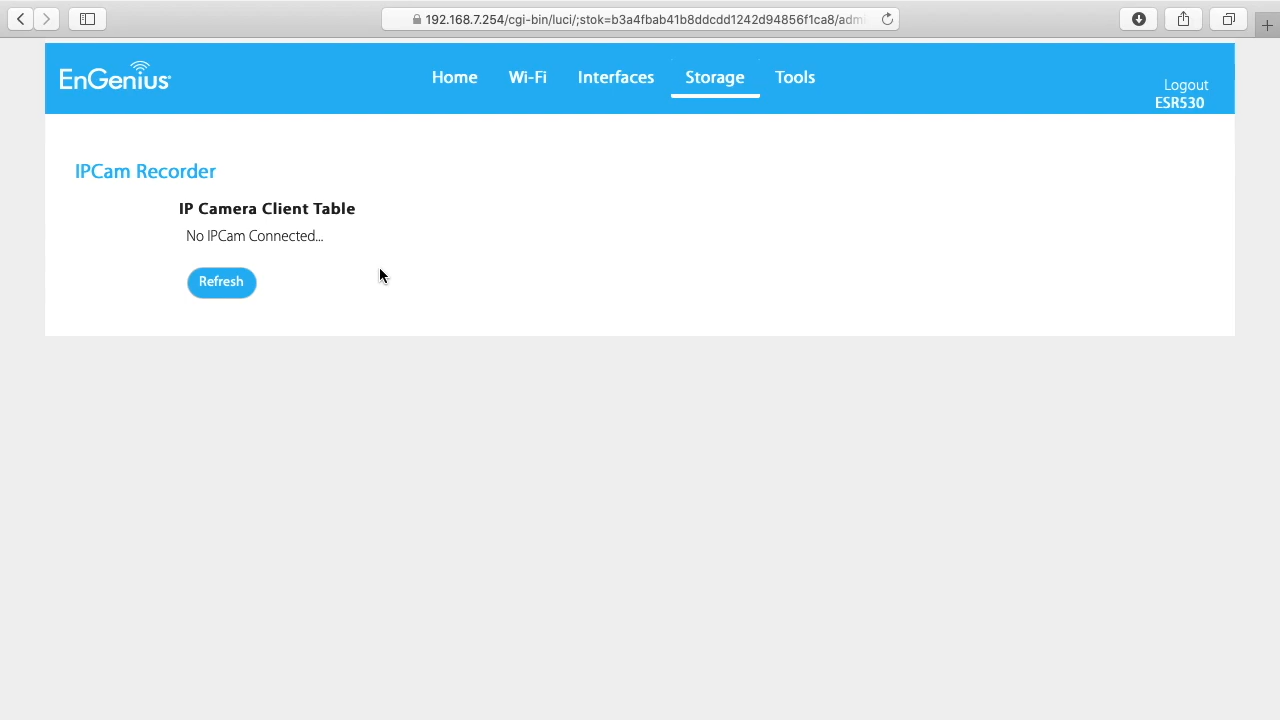 192.168.7.254/cgi-bin/luci/;stok=b3a4fbab41b8ddcdd1242d94856f1ca8/adm
EnGenius
Home Wi-Fi Interfaces Storage Tools
Logout
ESR530
IPCam Recorder
IP Camera Client Table
No IPCam Connected...
Refresh